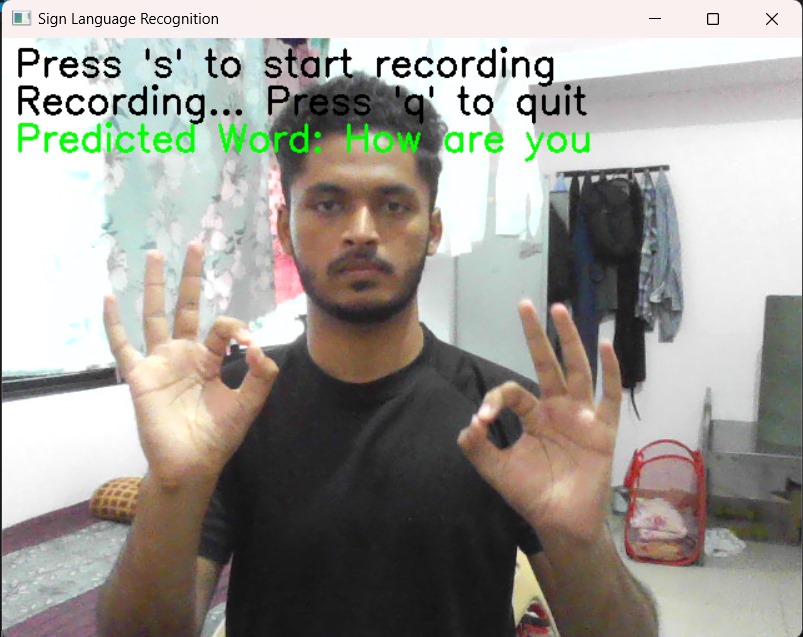 Sign Language Recognition
Press 's' to start recording
Recording... Press 'q' to quit
Predicted Word: How are you